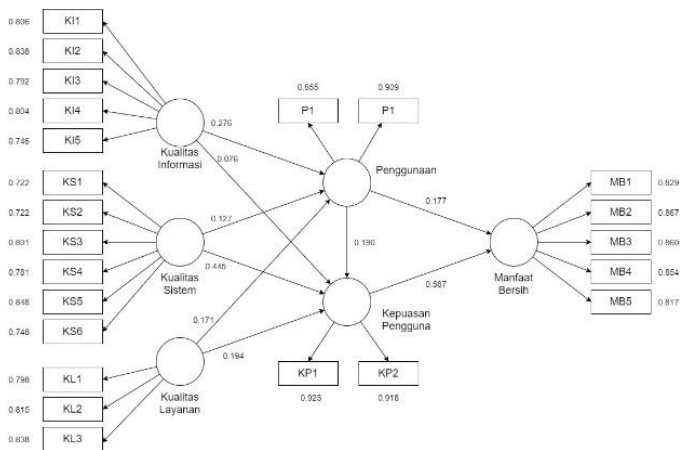 0.806 KI1
0.838 KI2
0.792 KI3
0.804 KI4
0.746 KI5
Kualitas
Informasi
0.276
0.076
0.855 0.909
P1 P1
Penggunaan
0.722 KS1
0.722 KS2
0.801 KS3
0.781 KS4
0.848 KS5
0.748 KS6
Kualitas
Sistem
0.127
0.445
0.177
0.190
0.587
MB1 0.829
MB2 0.867
MB3 0.860
MB4 0.854
MB5 0.817
Manfaat
Bersih
0.171
0.194
Kepuasan
Pengguna
0.798 KL1
0.815 KL2
0.838 KL3
Kualitas
Layanan
KP1 KP2
0.923 0.918